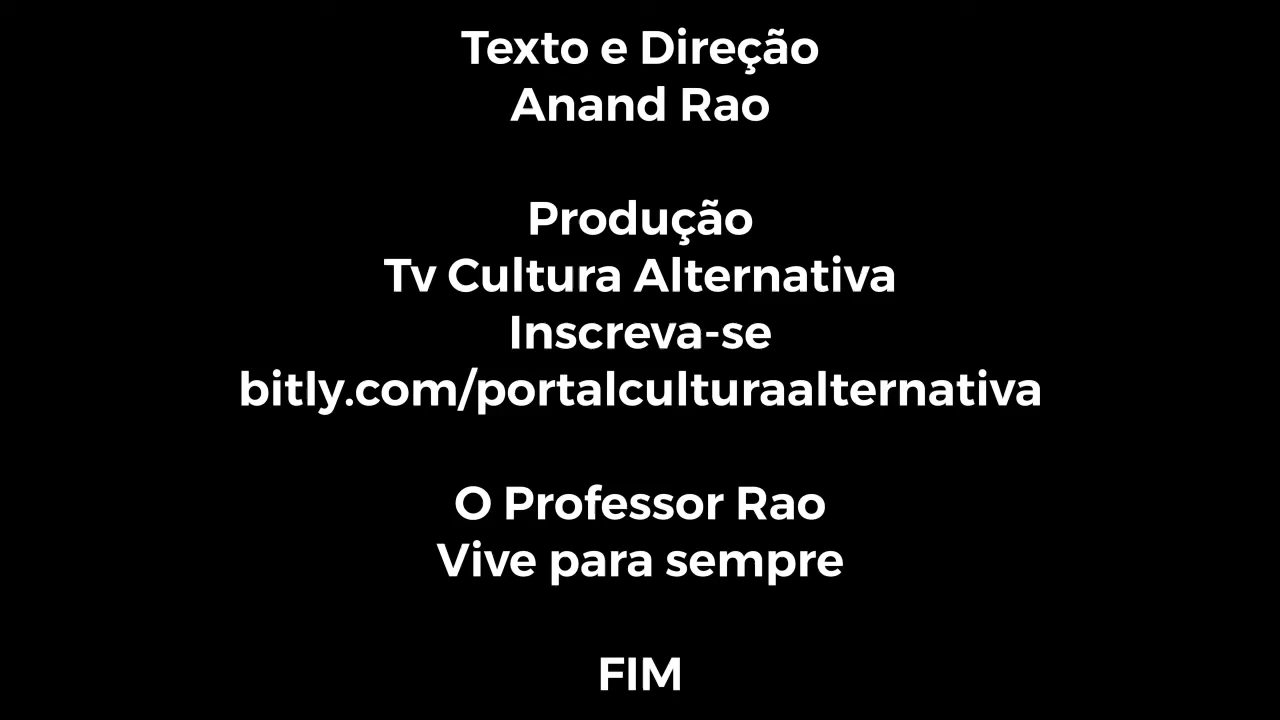 Texto e Direção
Anand Rao
Produção
Tv Cultura Alternativa
Inscreva-se
bitly.com/portalculturaalternativa
O Professor Rao
Vive para sempre
FIM